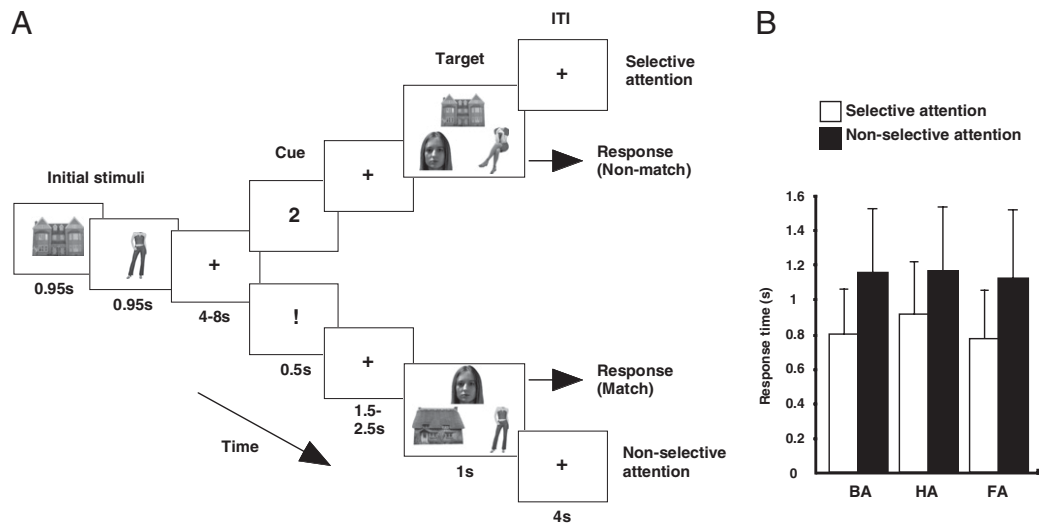 A
Initial stimuli
0.95s
0.95s
+
4-8s
Cue
2
!
0.5s
+
+
1.5-
2.5s
Target
1s
ITI
+
Selective
attention
Response
(Non-match)
Response
(Match)
+
Non-selective
attention
4s
Time
B
Selective attention
Non-selective attention
Response time (s)
1.6
1.4
1.2
1
0.8
0.6
0.4
0.2
0
BA HA FA